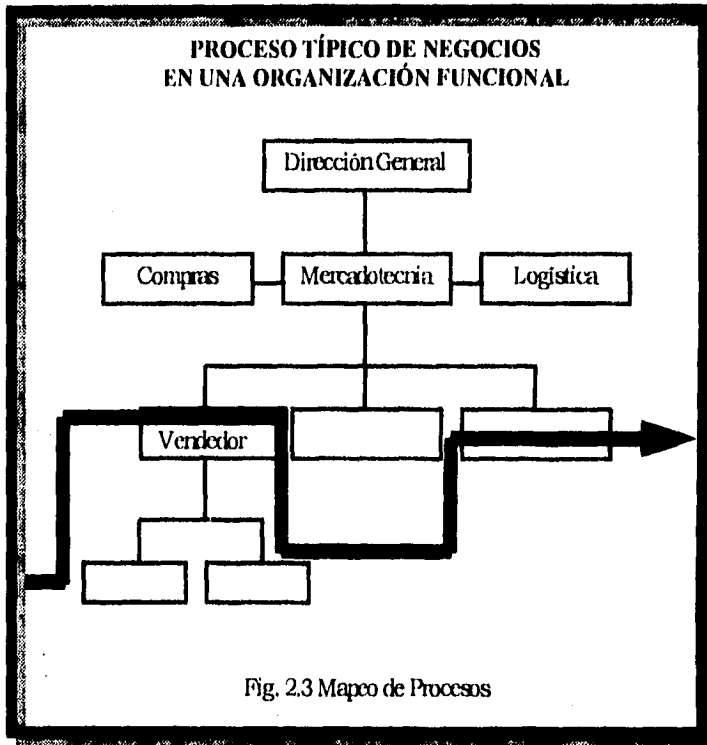 PROCESO TÍPICO DE NEGOCIOS
EN UNA ORGANIZACIÓN FUNCIONAL
Dirección General
Compras Mercadotecnia Logística
Vendedor
Fig. 2.3 Mapeo de Procesos